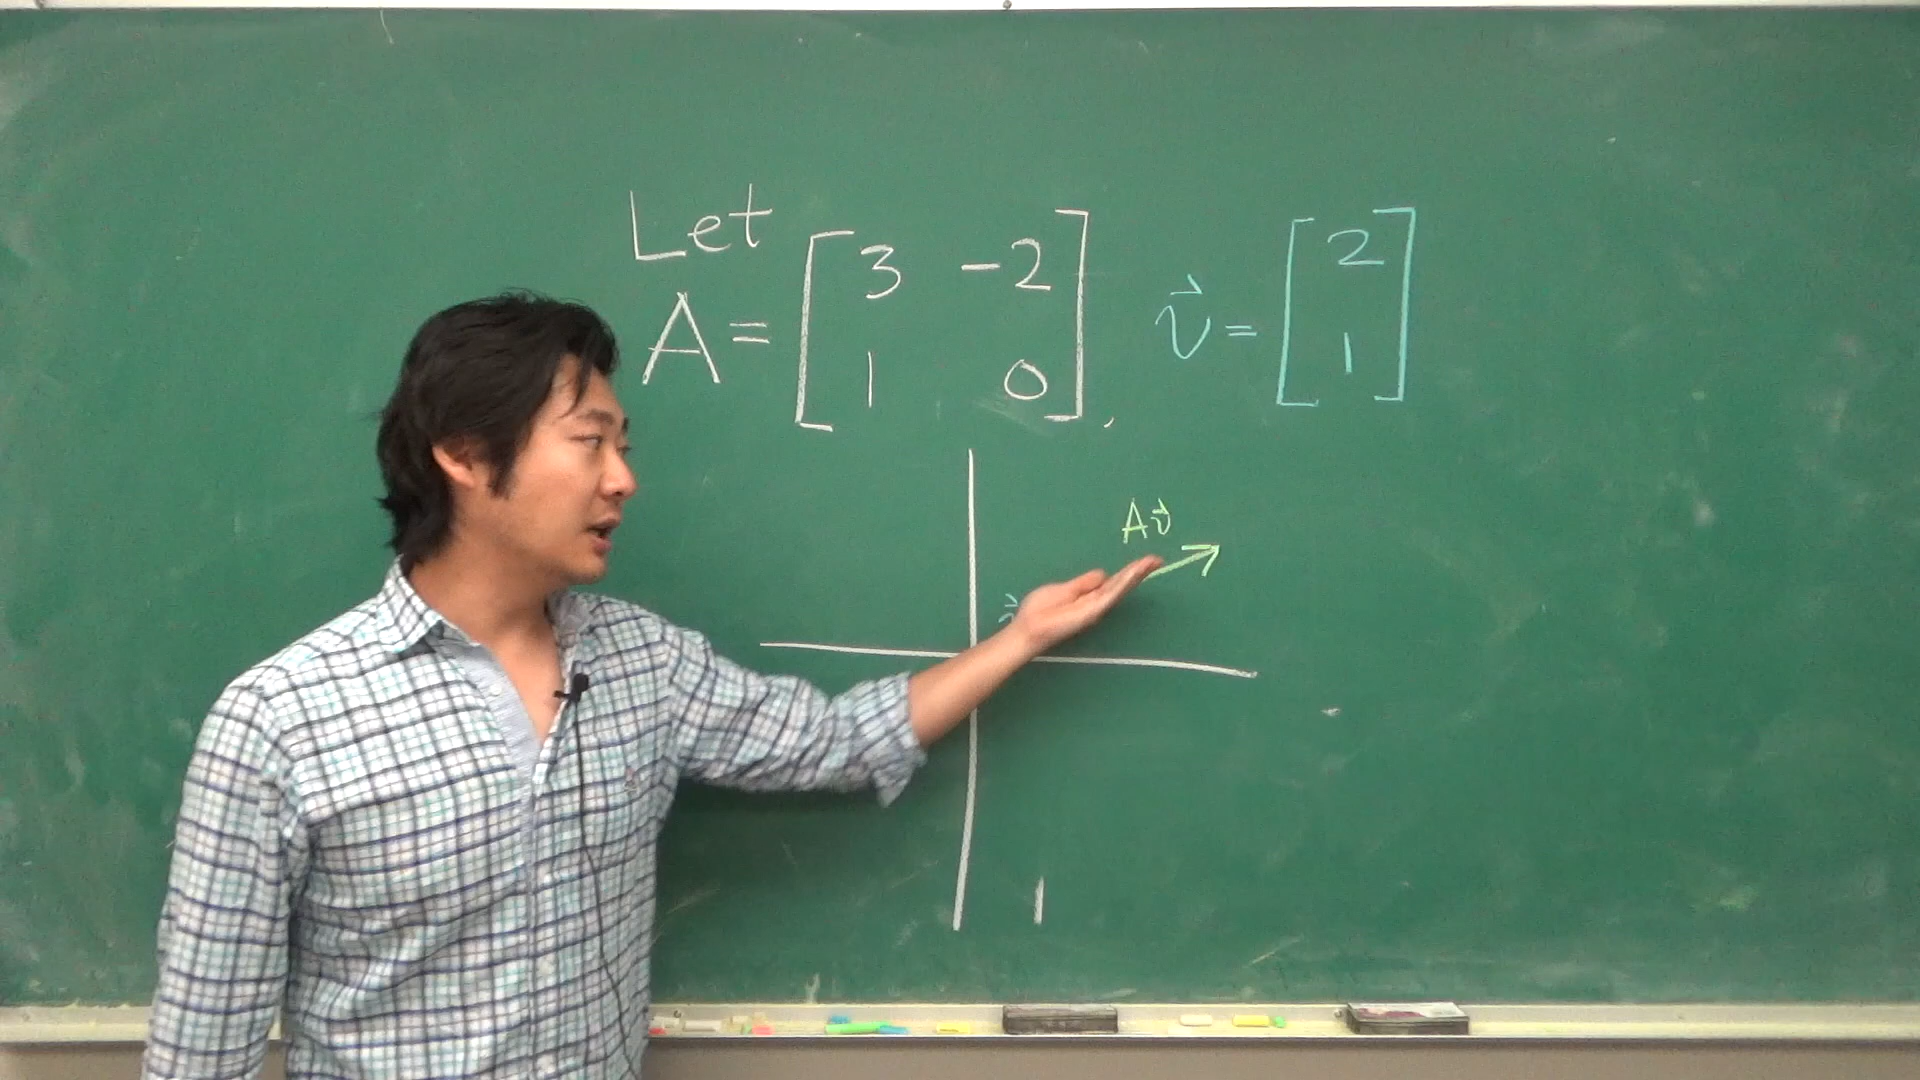 Let
A = [3 -2
1 0], v⃗ = [2
1]
Av⃗